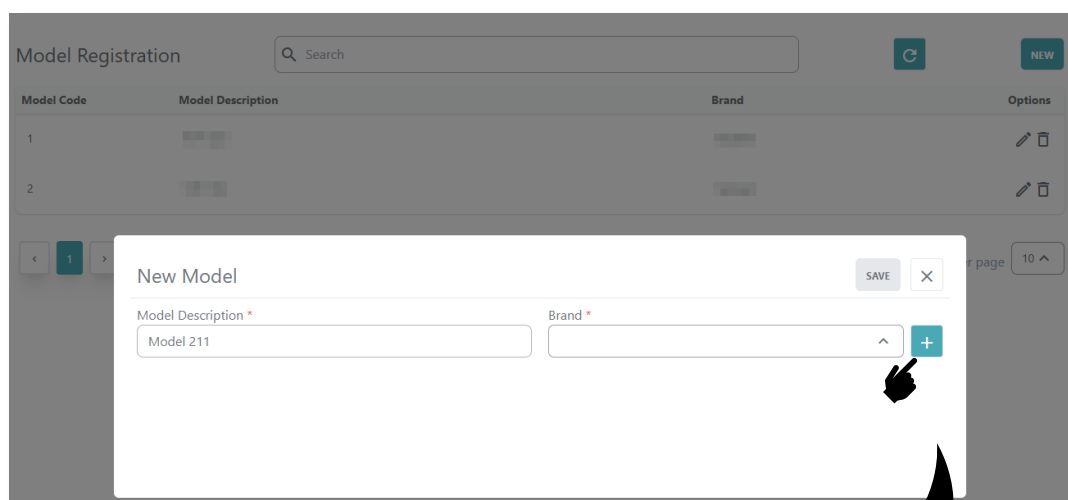 Model Registration
Search
NEW
Model Code Model Description Brand Options
1
2
1
page
10
New Model
SAVE
Model Description * Brand *
Model 211